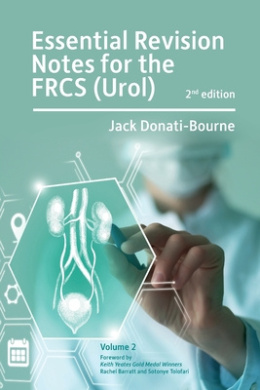 Essential Revision
Notes for the
FRCS (Urol) 2nd edition
Jack Donati-Bourne
Volume 2
Foreword by
Keith Yeates Gold Medal Winners
Rachel Barratt and Sotonye Tolofari